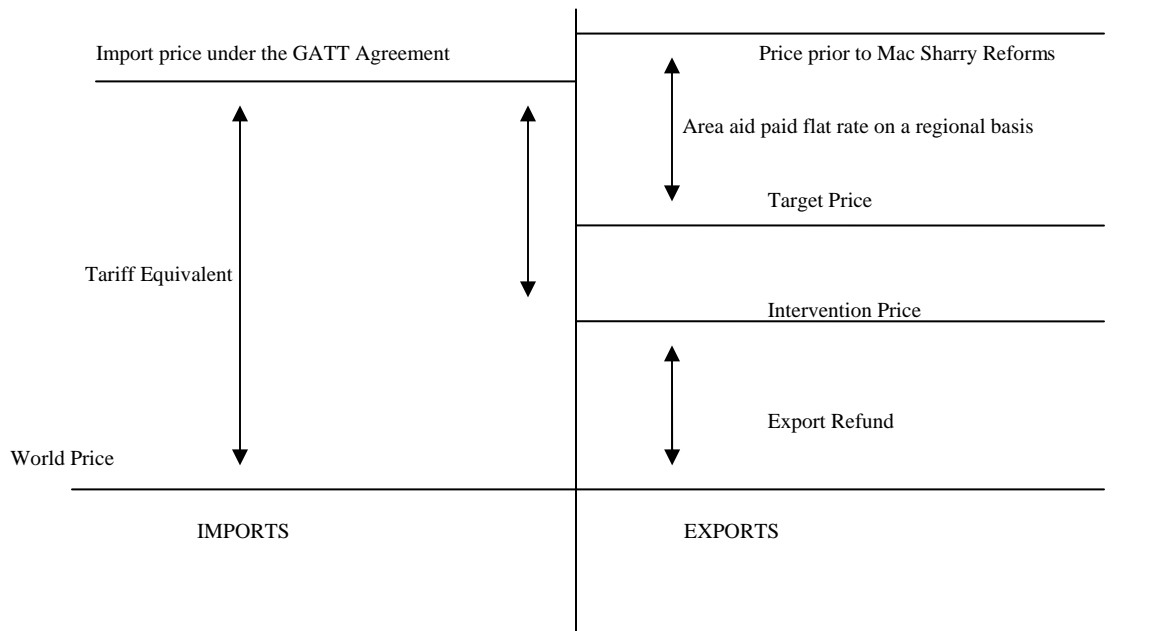 Import price under the GATT Agreement
Price prior to Mac Sharry Reforms
Area aid paid flat rate on a regional basis
Target Price
Tariff Equivalent
Intervention Price
Export Refund
World Price
IMPORTS
EXPORTS